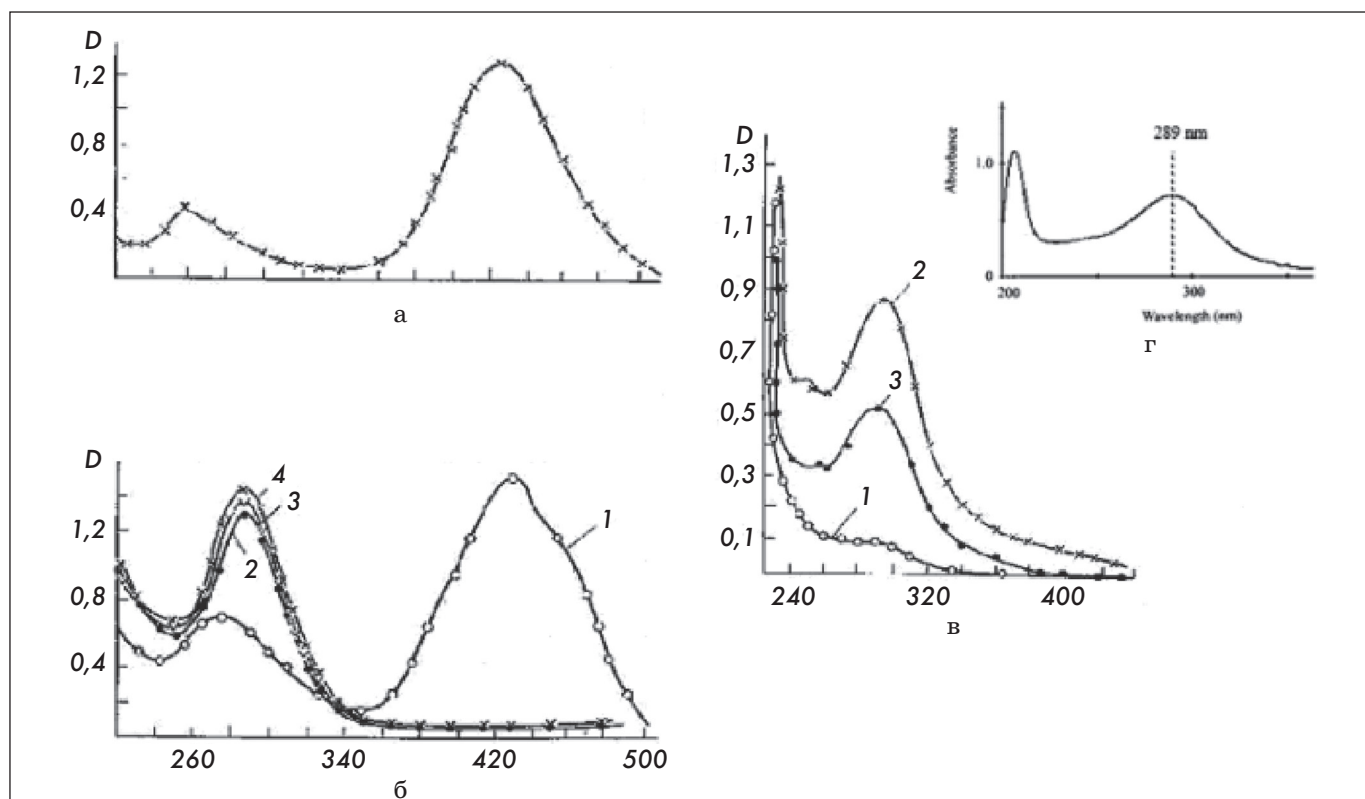 D
1,2
0,8
0,4
а
D
1,2
0,8
0,4
4
3
2
1
260 340 420 500
б
D
1,3
1,1
0,9
0,7
0,5
0,3
0,1
2
3
1
240 320 400
в
Absorbance
1.0
0
289 nm
200 300
Wavelength (nm)
г